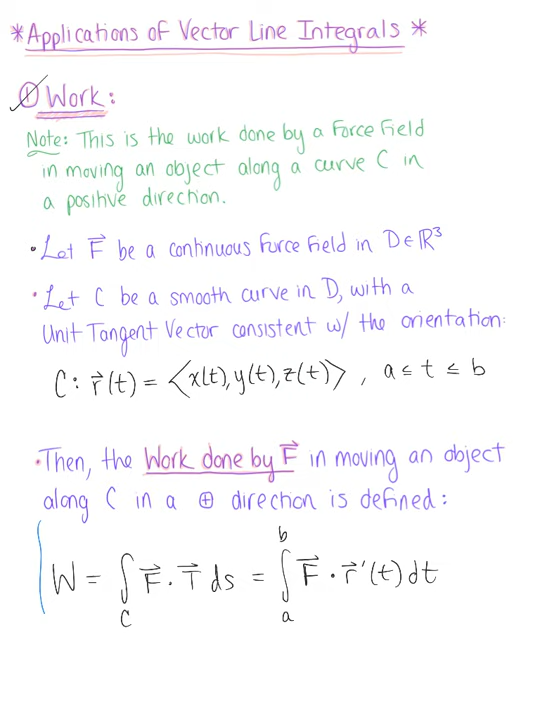 *Applications of Vector Line Integrals*
① Work:
Note: This is the work done by a Force Field
in moving an object along a curve C in
a positive direction.
• Let F⃗ be a continuous Force Field in D∈ℝ³
• Let C be a smooth curve in D, with a
Unit Tangent Vector consistent w/ the orientation:
C: r⃗(t) = ⟨x(t), y(t), z(t)⟩, a ≤ t ≤ b
• Then, the Work done by F⃗ in moving an object
along C in a ⊕ direction is defined:
W = ∫_C F⃗ · T⃗ ds = ∫_a^b F⃗ · r⃗'(t) dt